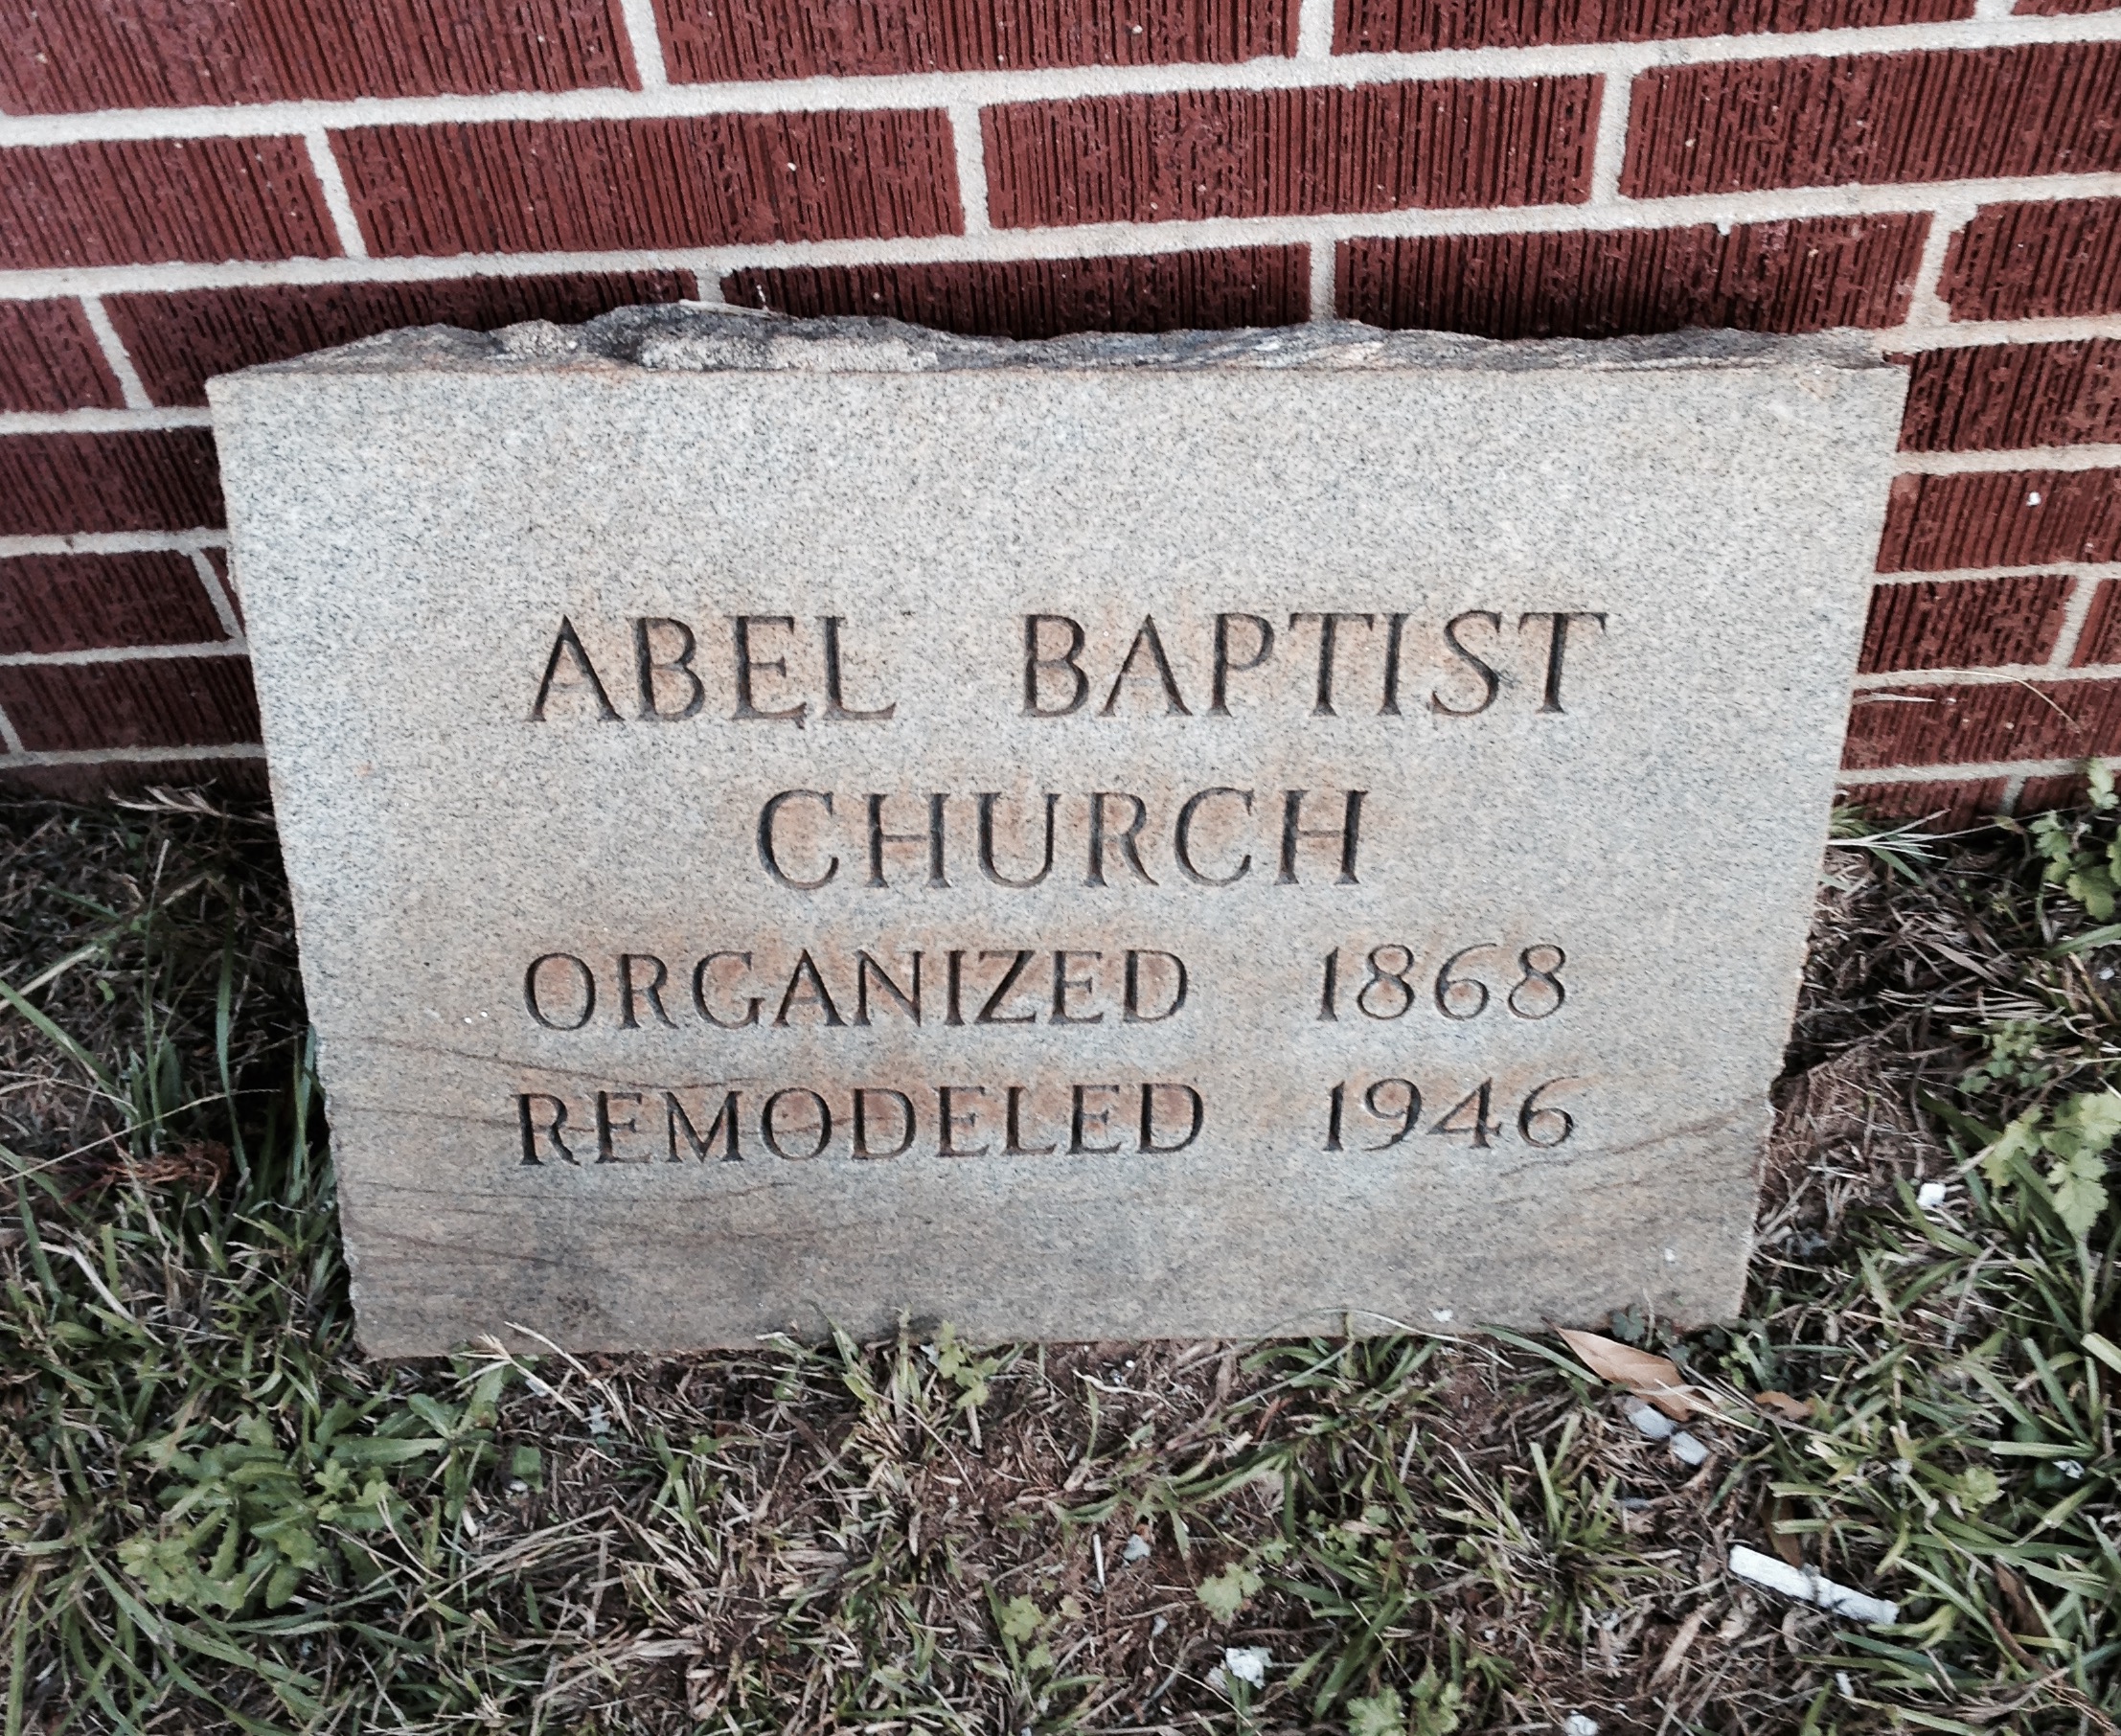 ABEL BAPTIST
CHURCH
ORGANIZED 1868
REMODELED 1946